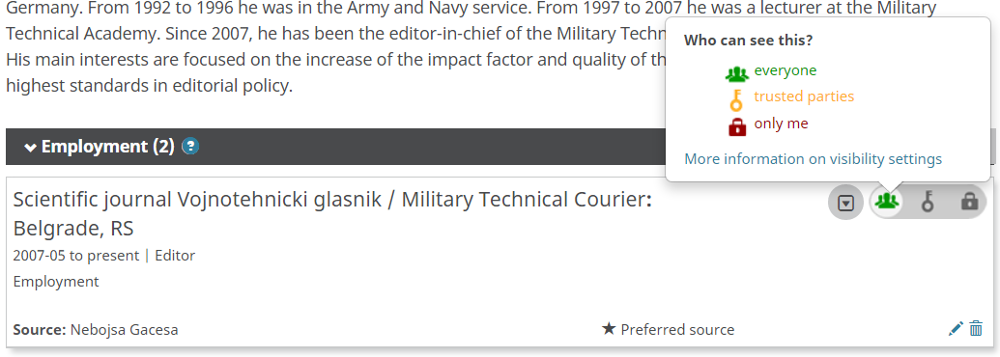 Germany. From 1992 to 1996 he was in the Army and Navy service. From 1997 to 2007 he was a lecturer at the Military
Technical Academy. Since 2007, he has been the editor-in-chief of the Military
His main interests are focused on the increase of the impact factor and quality of
highest standards in editorial policy.
Who can see this?
everyone
trusted parties
only me
More information on visibility settings
Employment (2) ?
Scientific journal Vojnotehnicki glasnik / Military Technical Courier:
Belgrade, RS
2007-05 to present | Editor
Employment
Source: Nebojsa Gacesa
★ Preferred source